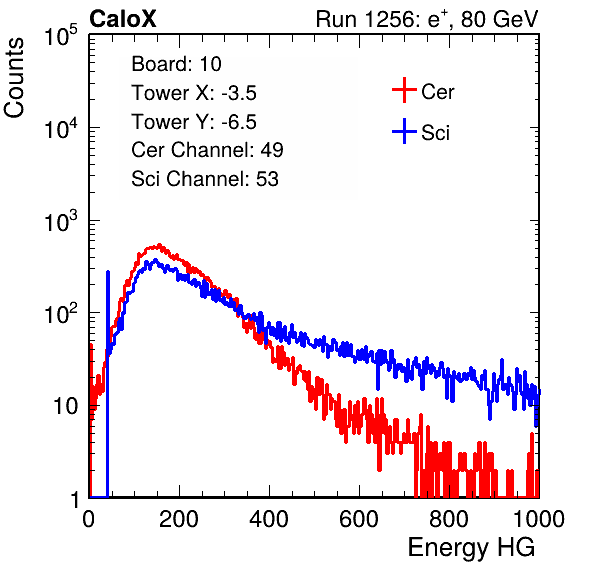 CaloX Run 1256: e⁺, 80 GeV
10⁵
Counts
Board: 10
Tower X: -3.5
Tower Y: -6.5
Cer Channel: 49
Sci Channel: 53
Cer
Sci
10⁴
10³
10²
10
1
0 200 400 600 800 1000
Energy HG